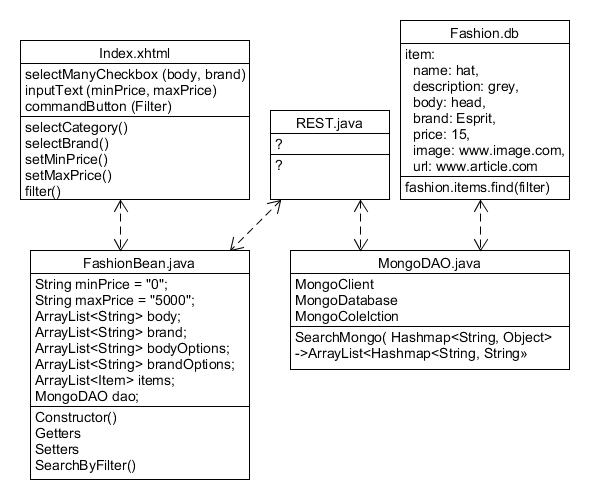 Index.xhtml
selectManyCheckbox (body, brand)
inputText (minPrice, maxPrice)
commandButton (Filter)
selectCategory()
selectBrand()
setMinPrice()
setMaxPrice()
filter()
REST.java
?
?
Fashion.db
item:
name: hat,
description: grey,
body: head,
brand: Esprit,
price: 15,
image: www.image.com,
url: www.article.com
fashion.items.find(filter)
FashionBean.java
String minPrice = "0";
String maxPrice = "5000";
ArrayList<String> body;
ArrayList<String> brand;
ArrayList<String> bodyOptions;
ArrayList<String> brandOptions;
ArrayList<Item> items;
MongoDAO dao;
Constructor()
Getters
Setters
SearchByFilter()
MongoDAO.java
MongoClient
MongoDatabase
MongoColelction
SearchMongo( Hashmap<String, Object>
->ArrayList<Hashmap<String, String»